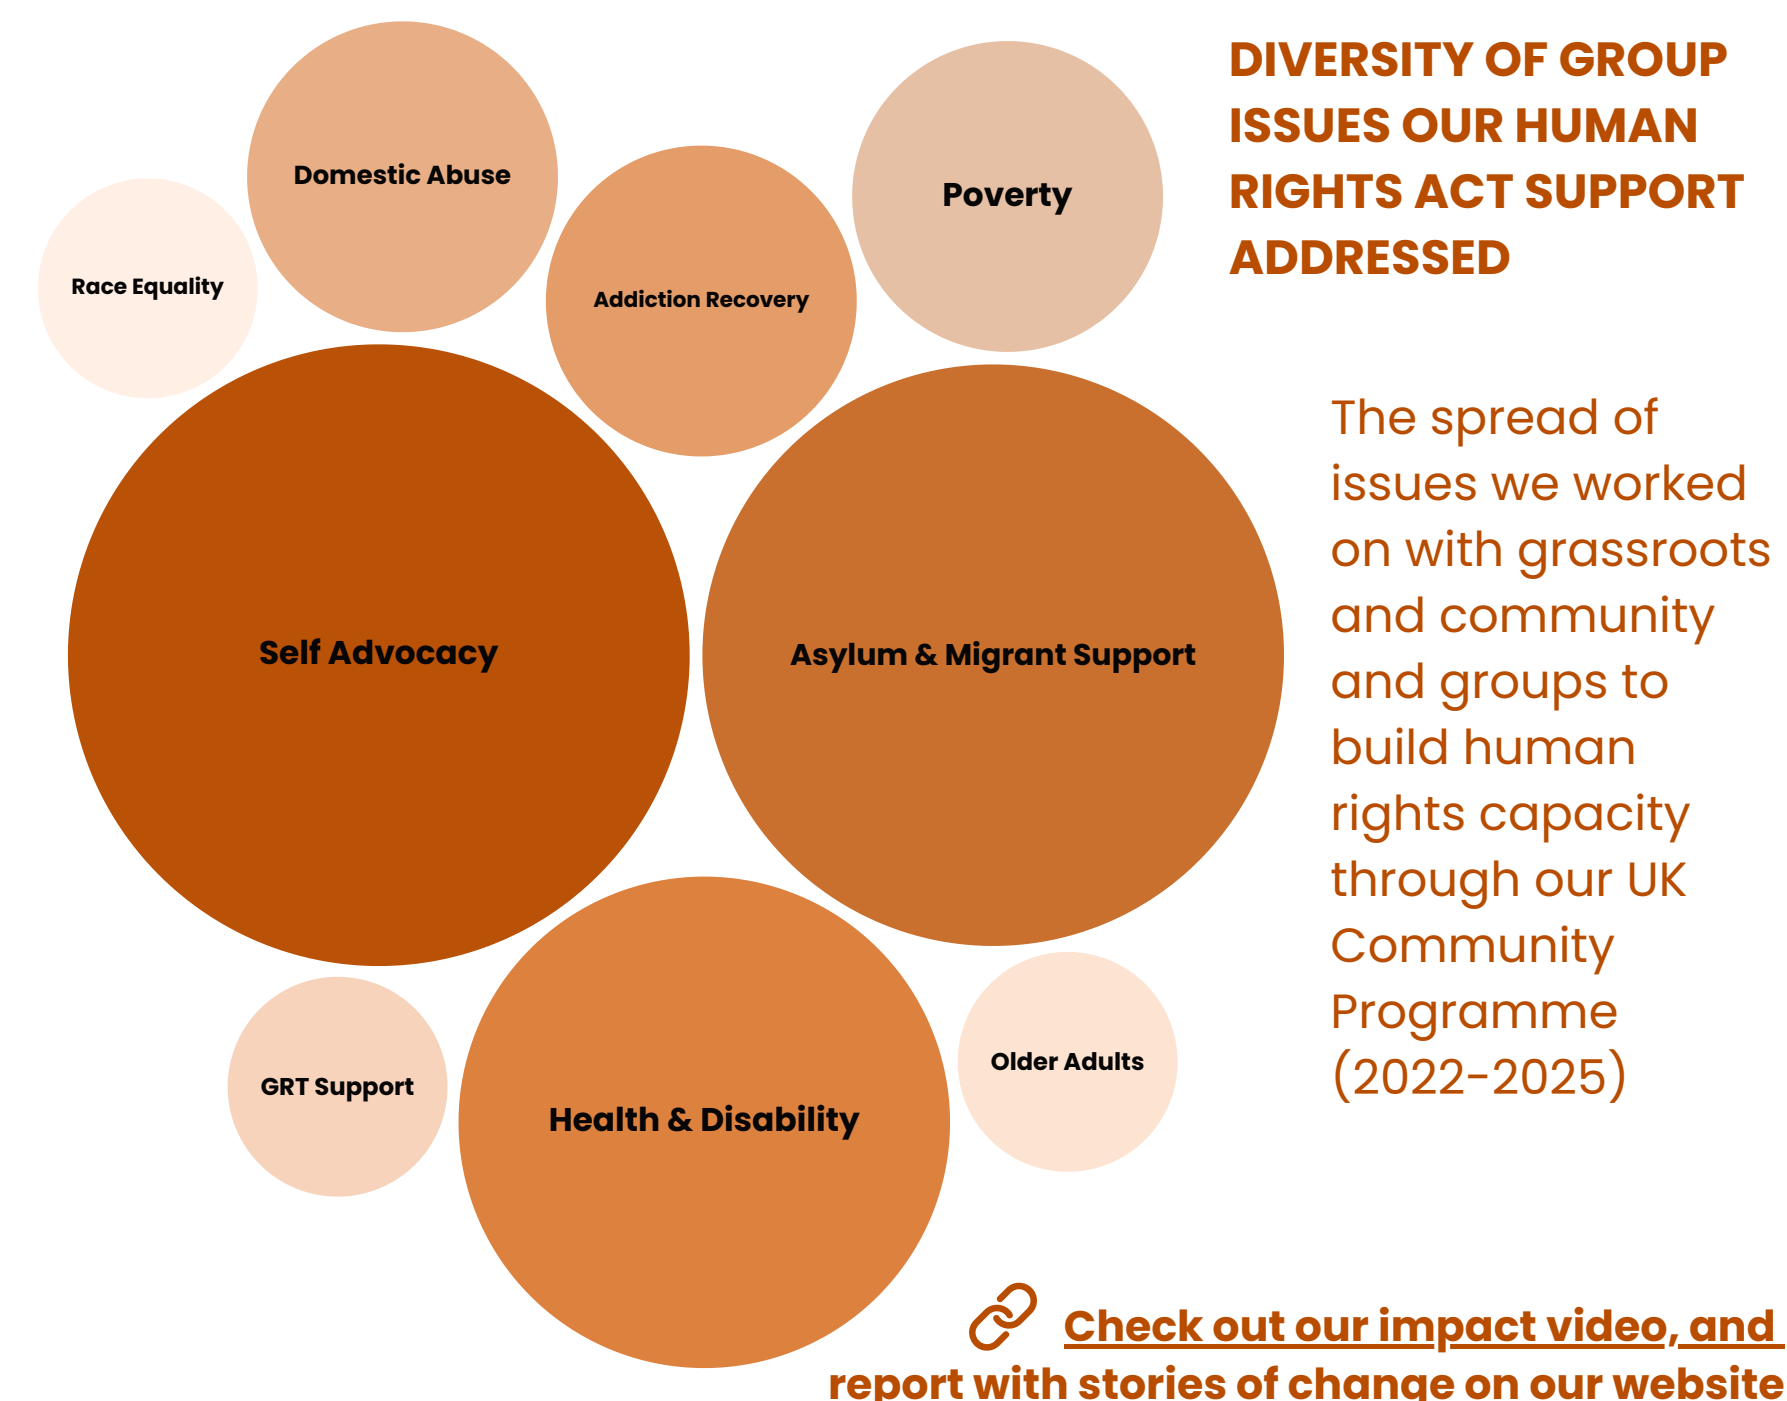 DIVERSITY OF GROUP
ISSUES OUR HUMAN
RIGHTS ACT SUPPORT
ADDRESSED
Domestic Abuse
Poverty
Race Equality
Addiction Recovery
Self Advocacy
Asylum & Migrant Support
GRT Support
Health & Disability
Older Adults
The spread of
issues we worked
on with grassroots
and community
and groups to
build human
rights capacity
through our UK
Community
Programme
(2022-2025)
Check out our impact video, and
report with stories of change on our website